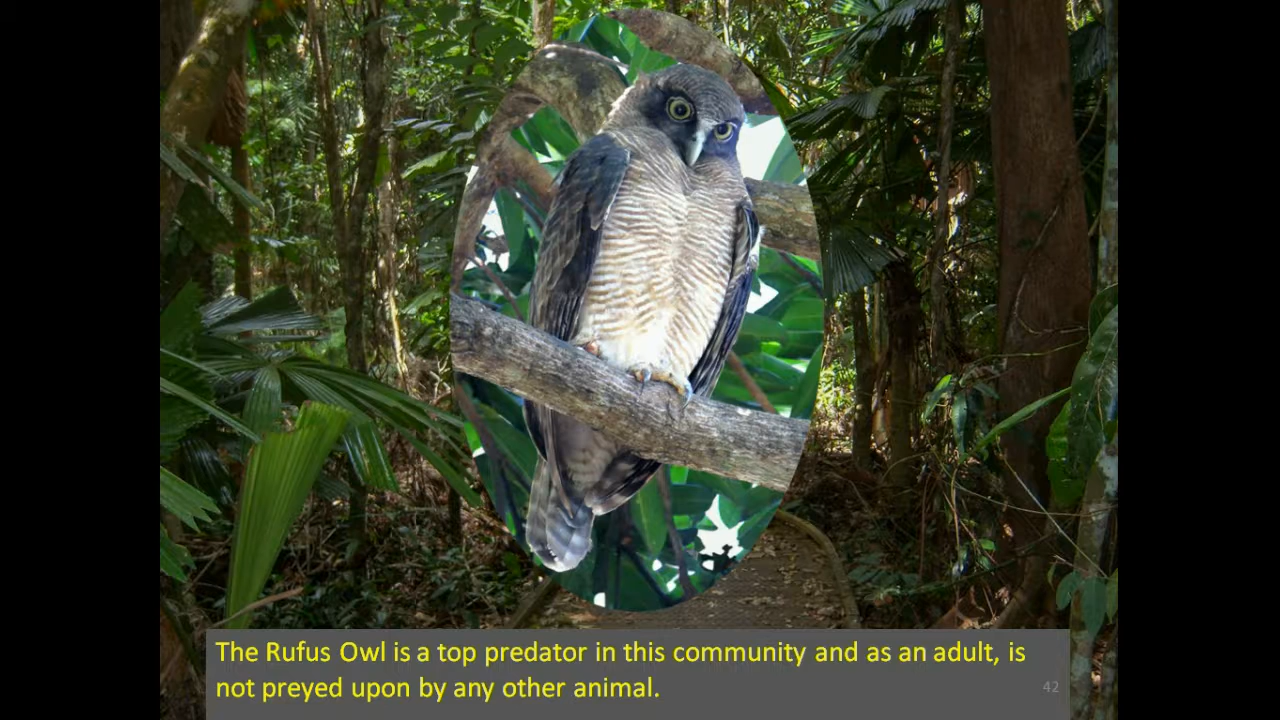 The Rufus Owl is a top predator in this community and as an adult, is
not preyed upon by any other animal.
42